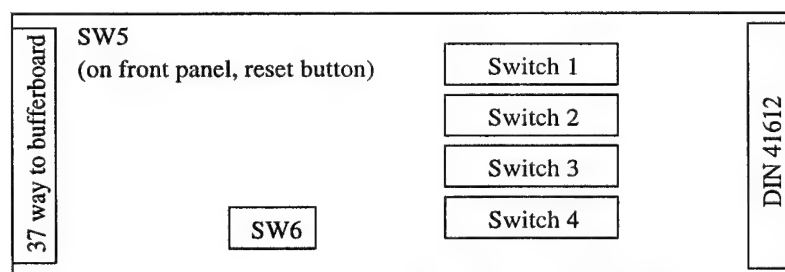 37 way to bufferboard
SW5
(on front panel, reset button)
Switch 1
Switch 2
Switch 3
Switch 4
SW6
DIN 41612